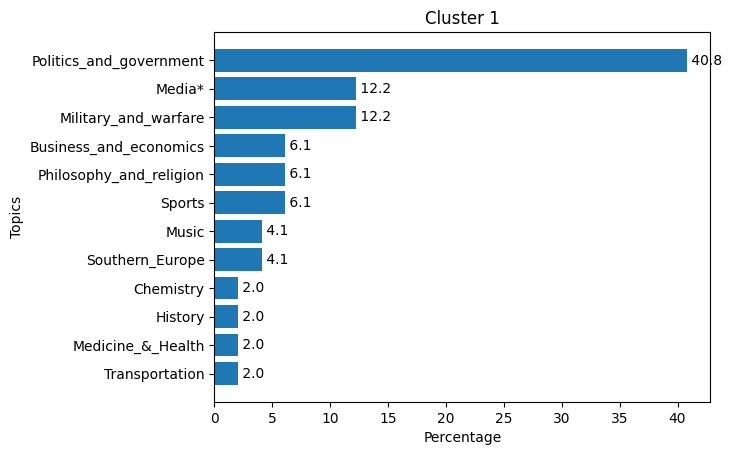 Cluster 1
Topics
Politics_and_government 40.8
Media* 12.2
Military_and_warfare 12.2
Business_and_economics 6.1
Philosophy_and_religion 6.1
Sports 6.1
Music 4.1
Southern_Europe 4.1
Chemistry 2.0
History 2.0
Medicine_&_Health 2.0
Transportation 2.0
0 5 10 15 20 25 30 35 40
Percentage